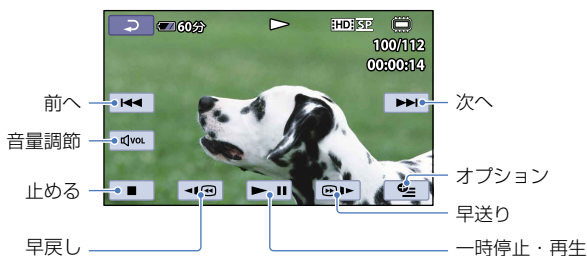 60分
HD SP
100/112
00:00:14
前へ
次へ
音量調節
VOL
止める
オプション
早送り
早戻し
一時停止・再生